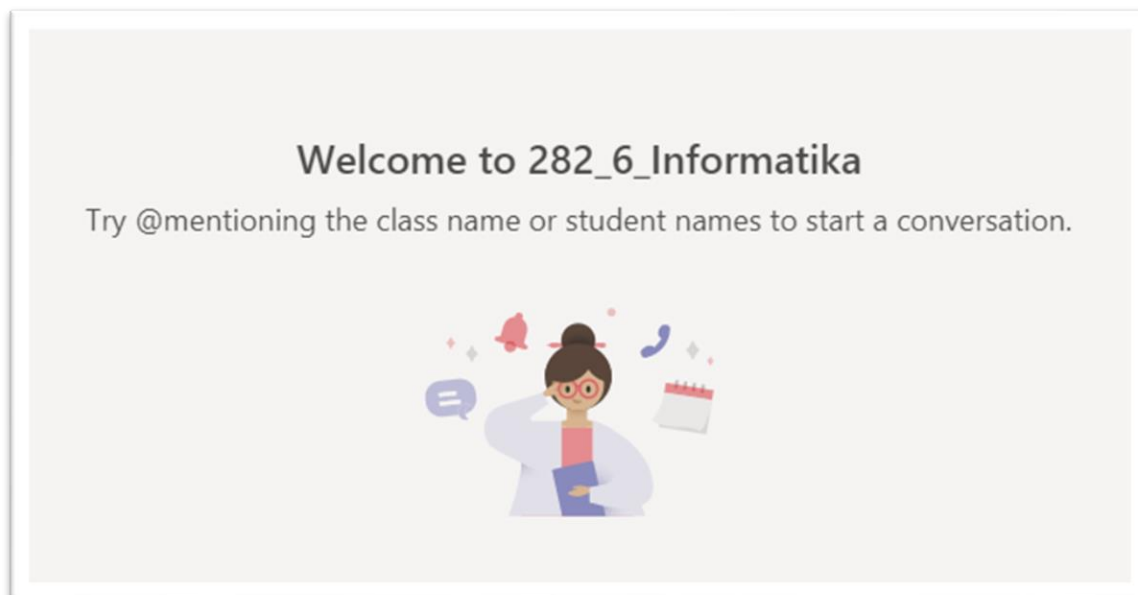 Welcome to 282_6_Informatika
Try @mentioning the class name or student names to start a conversation.